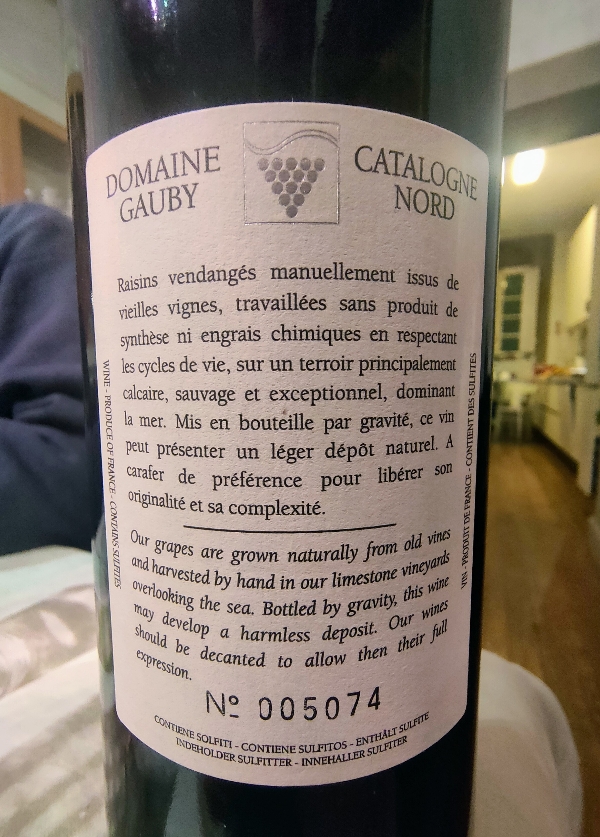 DOMAINE
GAUBY
CATALOGNE
NORD
Raisins vendangés manuellement issus de
vieilles vignes, travaillées sans produit de
synthèse ni engrais chimiques en respectant
les cycles de vie, sur un terroir principalement
calcaire, sauvage et exceptionnel, dominant
la mer. Mis en bouteille par gravité, ce vin
peut présenter un léger dépôt naturel. A
carafer de préférence pour libérer son
originalité et sa complexité.
Our grapes are grown naturally from old vines
and harvested by hand in our limestone vineyards
overlooking the sea. Bottled by gravity, this wine
may develop a harmless deposit. Our wines
should be decanted to allow then their full
expression.
Nº 005074
CONTIENE SOLFITI - CONTIENE SULFITOS - ENTHÄLT SULFITE
INDEHOLDER SULFITTER - INNEHALLER SULFITER
WINE - PRODUCE OF FRANCE - CONTAINS SULFITES
VIN - PRODUIT DE FRANCE - CONTIENT DES SULFITES